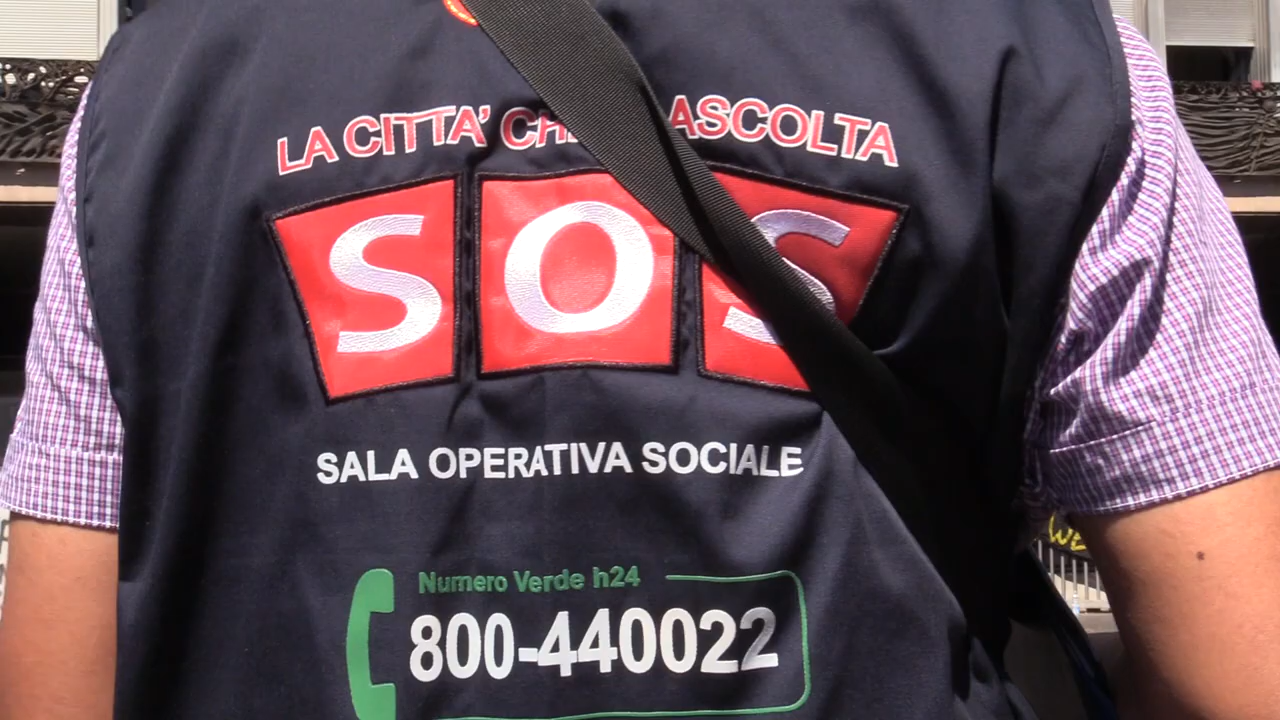 LA CITTA' ASCOLTA
SOS
SALA OPERATIVA SOCIALE
Numero Verde h24
800-440022